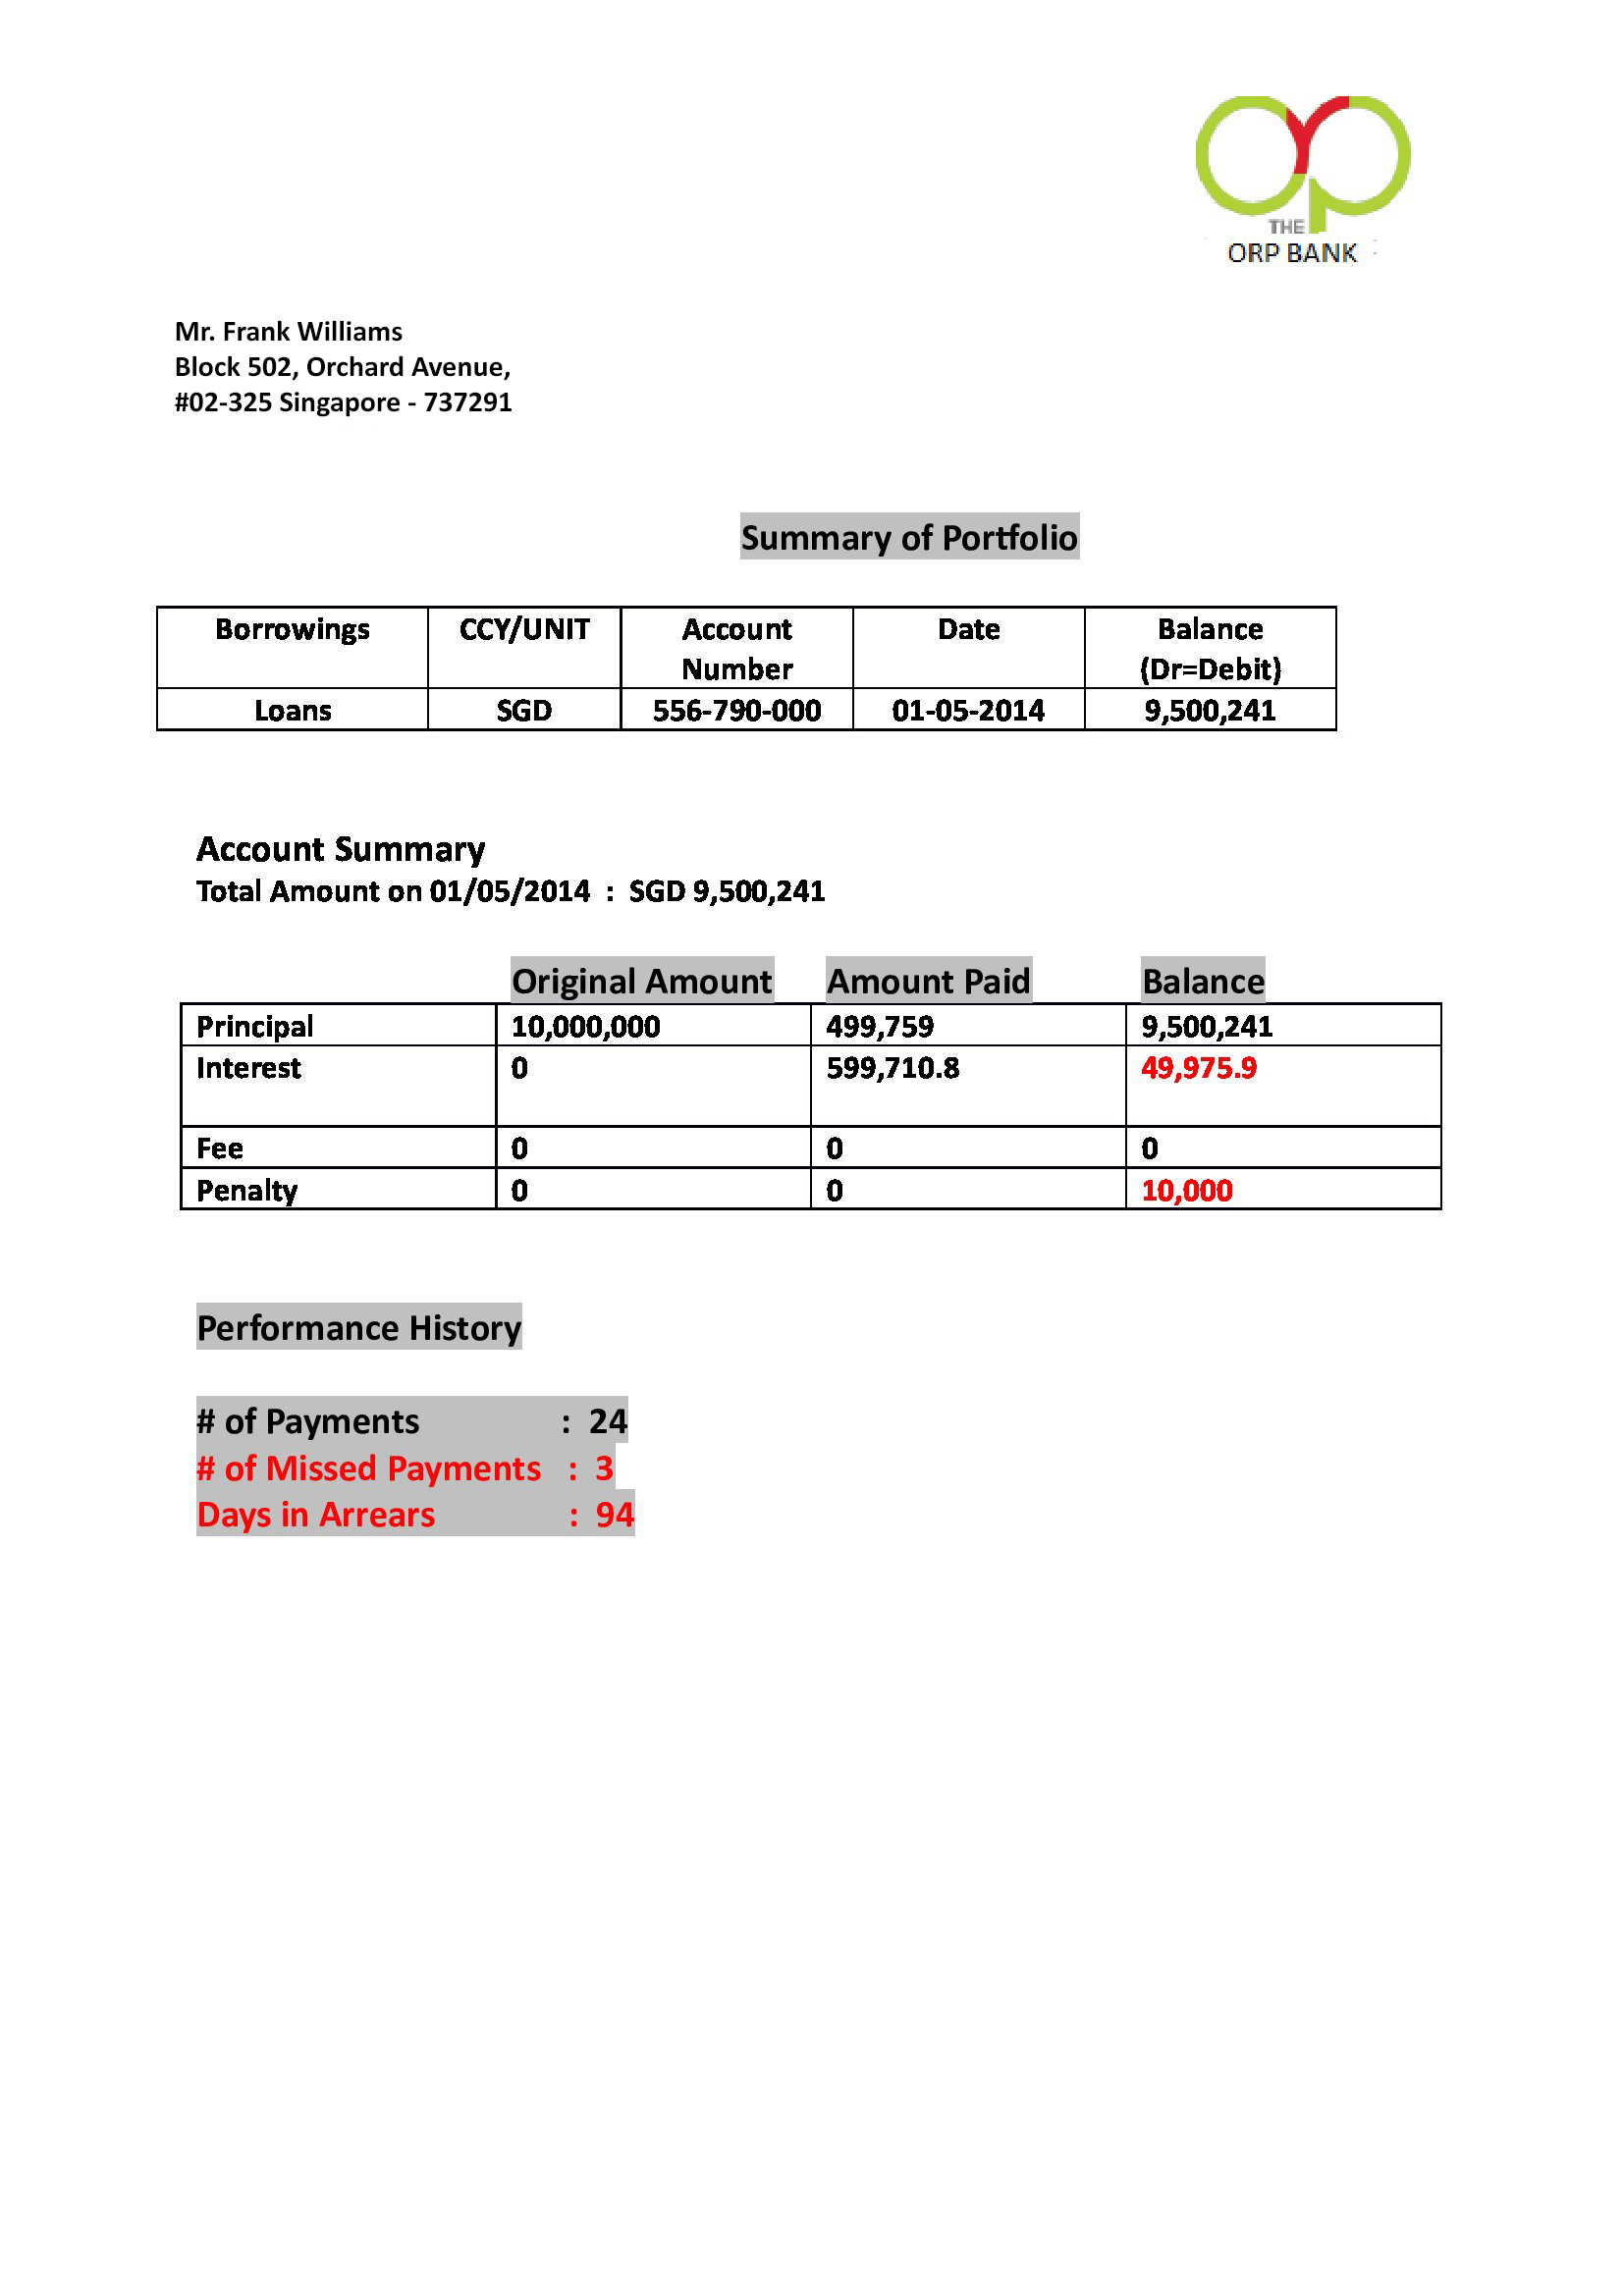 orp
THE
ORP BANK
Mr. Frank Williams
Block 502, Orchard Avenue,
#02-325 Singapore - 737291
Summary of Portfolio
Borrowings CCY/UNIT Account Number Date Balance (Dr=Debit)
Loans SGD 556-790-000 01-05-2014 9,500,241
Account Summary
Total Amount on 01/05/2014 : SGD 9,500,241
Original Amount Amount Paid Balance
Principal 10,000,000 499,759 9,500,241
Interest 0 599,710.8 49,975.9
Fee 0 0 0
Penalty 0 0 10,000
Performance History
# of Payments : 24
# of Missed Payments : 3
Days in Arrears : 94